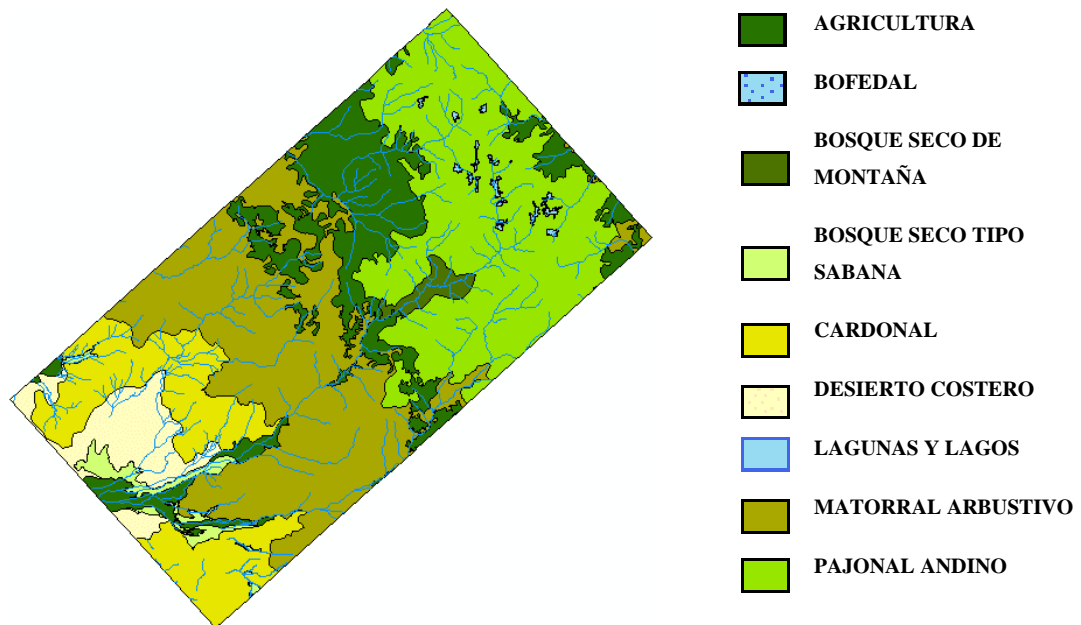 AGRICULTURA
BOFEDAL
BOSQUE SECO DE
MONTAÑA
BOSQUE SECO TIPO
SABANA
CARDONAL
DESIERTO COSTERO
LAGUNAS Y LAGOS
MATORRAL ARBUSTIVO
PAJONAL ANDINO